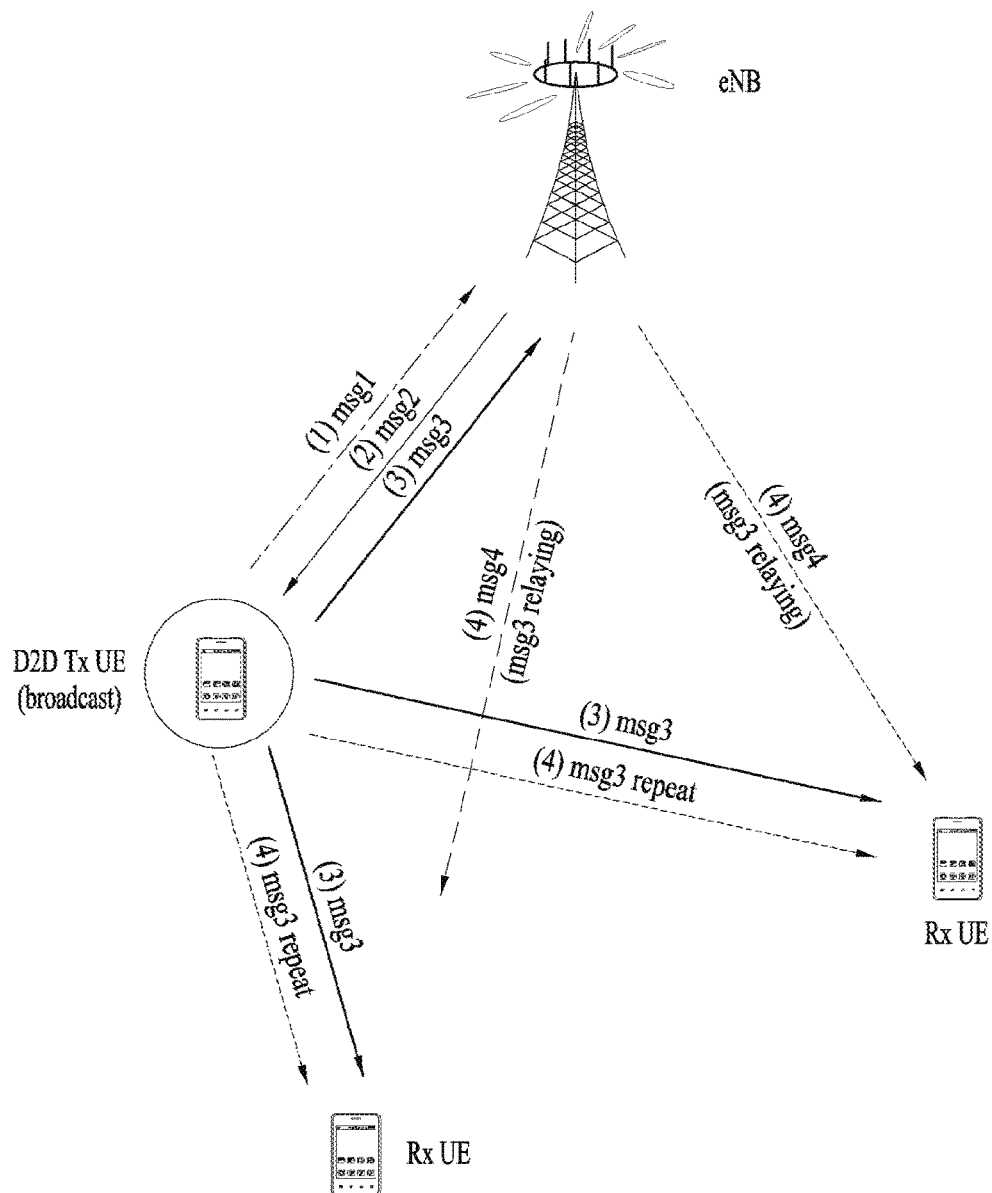 eNB
(1) msg1
(2) msg2
(3) msg3
(4) msg4
(msg3 relaying)
(4) msg4
(msg3 relaying)
D2D Tx UE
(broadcast)
(3) msg3
(4) msg3 repeat
(3) msg3
(4) msg3 repeat
Rx UE
Rx UE